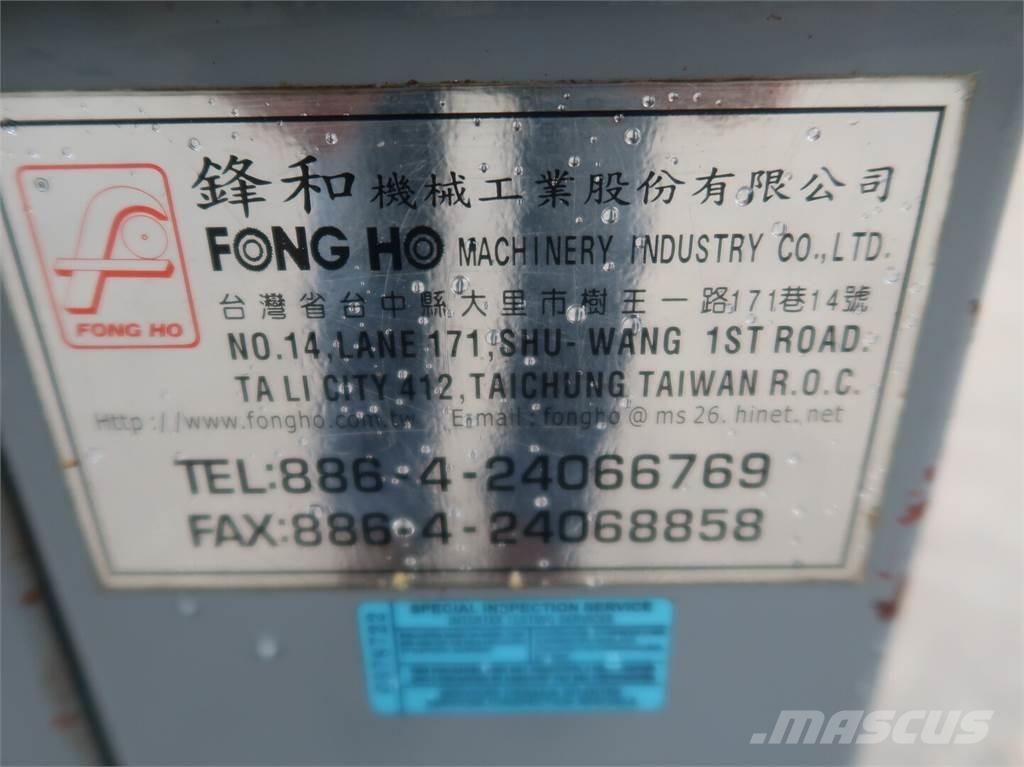 鋒和機械工業股份有限公司
FONG HO MACHINERY INDUSTRY CO.,LTD.
FONG HO
台灣省台中縣大里市樹王一路171巷14號
NO.14,LANE 171,SHU-WANG 1ST ROAD.
TA LI CITY 412,TAICHUNG TAIWAN R.O.C.
Http://www.fongho.com.tw E-mail:fongho@ms 26.hinet.net
TEL:886-4-24066769
FAX:886-4-24068858
SPECIAL INSPECTION SERVICE
MASCUS